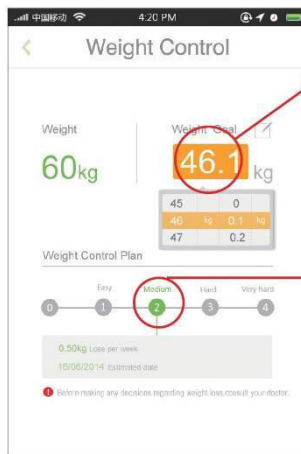 中国移动 4:20 PM
Weight Control
Weight Weight Goal
60kg 46.1 kg
45 0
46 kg 0.1 kg
47 0.2
Weight Control Plan
Easy Medium Hard Very hard
0 1 2 3 4
0.50kg Lose per week
16/06/2014 Estimated date
Before making any decisions regarding weight loss,consult your doctor.